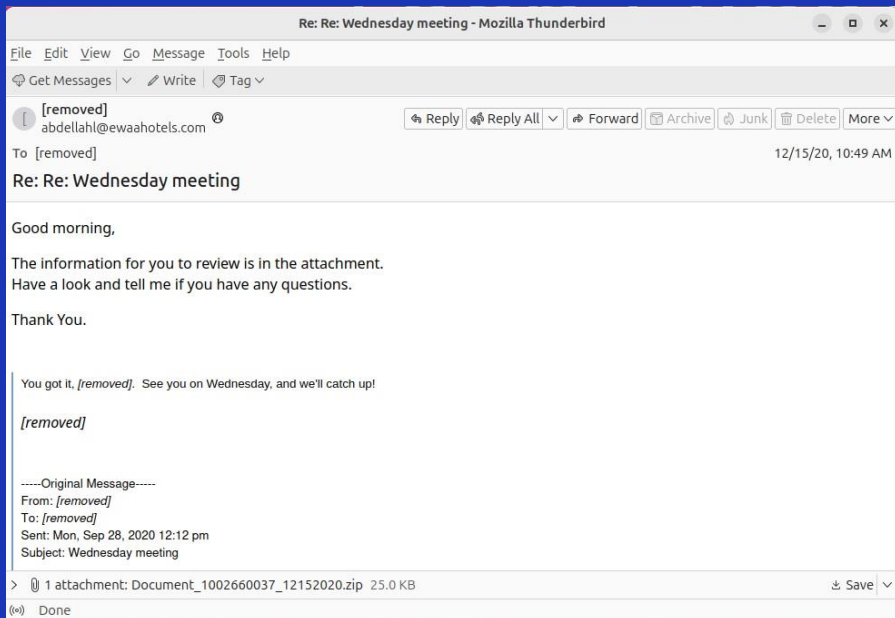 Re: Re: Wednesday meeting - Mozilla Thunderbird
File Edit View Go Message Tools Help
Get Messages Write Tag
[ [removed]
abdellahl@ewaahotels.com
Reply Reply All Forward Archive Junk Delete More
To [removed] 12/15/20, 10:49 AM
Re: Re: Wednesday meeting
Good morning,
The information for you to review is in the attachment.
Have a look and tell me if you have any questions.
Thank You.
You got it, [removed]. See you on Wednesday, and we'll catch up!
[removed]
-----Original Message-----
From: [removed]
To: [removed]
Sent: Mon, Sep 28, 2020 12:12 pm
Subject: Wednesday meeting
1 attachment: Document_1002660037_12152020.zip 25.0 KB Save
Done